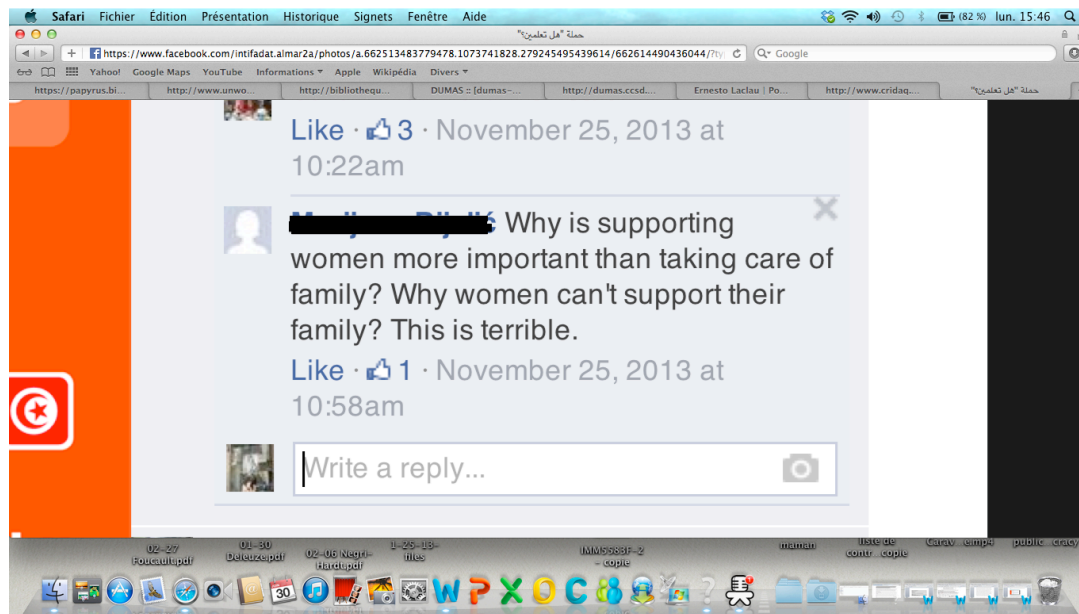 Safari Fichier Édition Présentation Historique Signets Fenêtre Aide (82 %) lun. 15:46
حملة "هل تعلمين؟"
https://www.facebook.com/intifadat.almar2a/photos/a.662513483779478.1073741828.279245495439614/662614490436044/?ty Google
Yahoo! Google Maps YouTube Informations Apple Wikipédia Divers
https://papyrus.bi... http://www.unwo... http://bibliothequ... DUMAS :: [dumas-... http://dumas.ccsd.... Ernesto Laclau | Po... http://www.cridaq.... حملة "هل تعلمين؟"
Like · 3 · November 25, 2013 at
10:22am
Why is supporting
women more important than taking care of
family? Why women can't support their
family? This is terrible.
Like · 1 · November 25, 2013 at
10:58am
Write a reply...
02-27
Foucault.pdf
01-30
Deleuze.pdf
02-06 Negri-
Hardt.pdf
1-25-13-
files
IMM5583F-2
- copie
maman
liste de
contr...copie
Carav...emp4
public...cracy
30